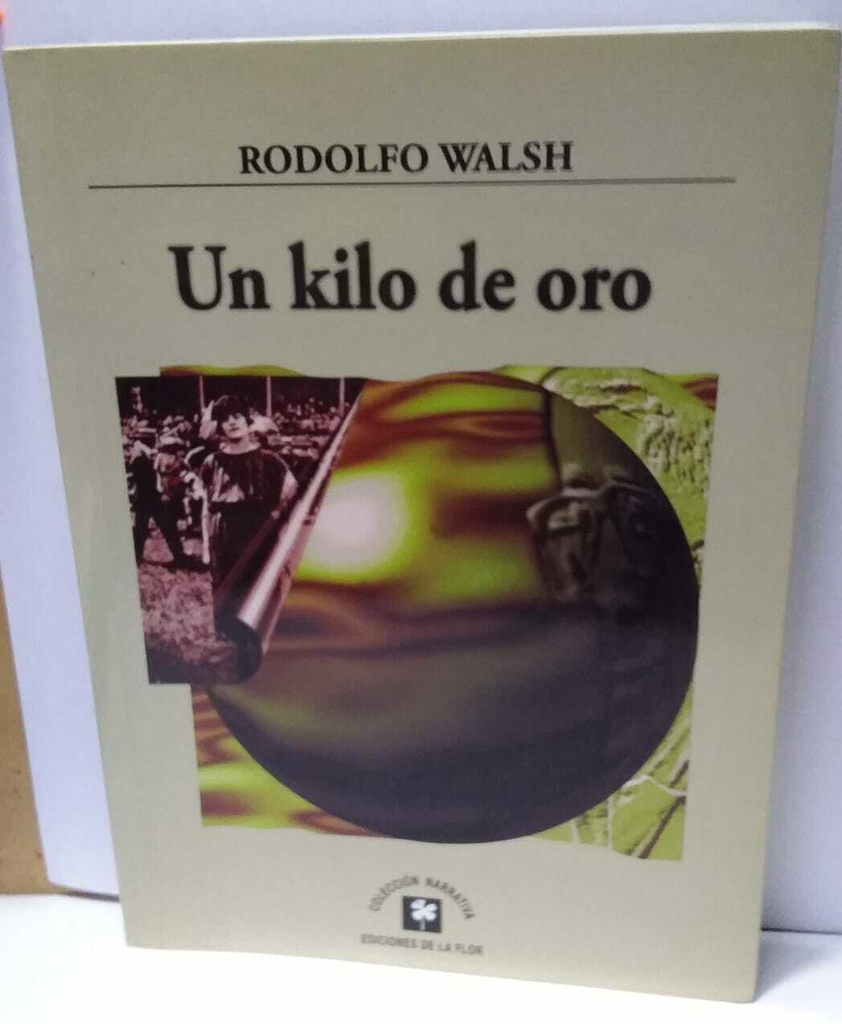 RODOLFO WALSH
Un kilo de oro
COLECCIÓN NARRATIVA
EDICIONES DE LA FLOR